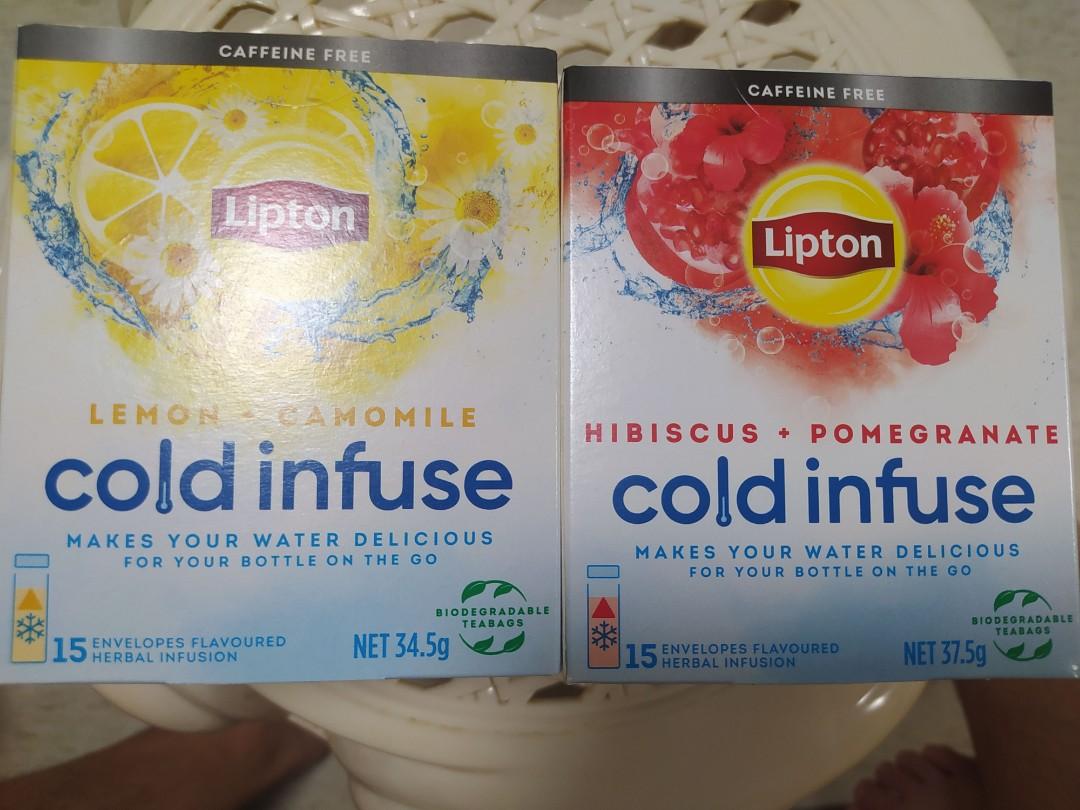 CAFFEINE FREE
Lipton
LEMON + CAMOMILE
cold infuse
MAKES YOUR WATER DELICIOUS
FOR YOUR BOTTLE ON THE GO
15 ENVELOPES FLAVOURED
HERBAL INFUSION
NET 34.5g
BIODEGRADABLE
TEABAGS
CAFFEINE FREE
Lipton
HIBISCUS + POMEGRANATE
cold infuse
MAKES YOUR WATER DELICIOUS
FOR YOUR BOTTLE ON THE GO
15 ENVELOPES FLAVOURED
HERBAL INFUSION
NET 37.5g
BIODEGRADABLE
TEABAGS